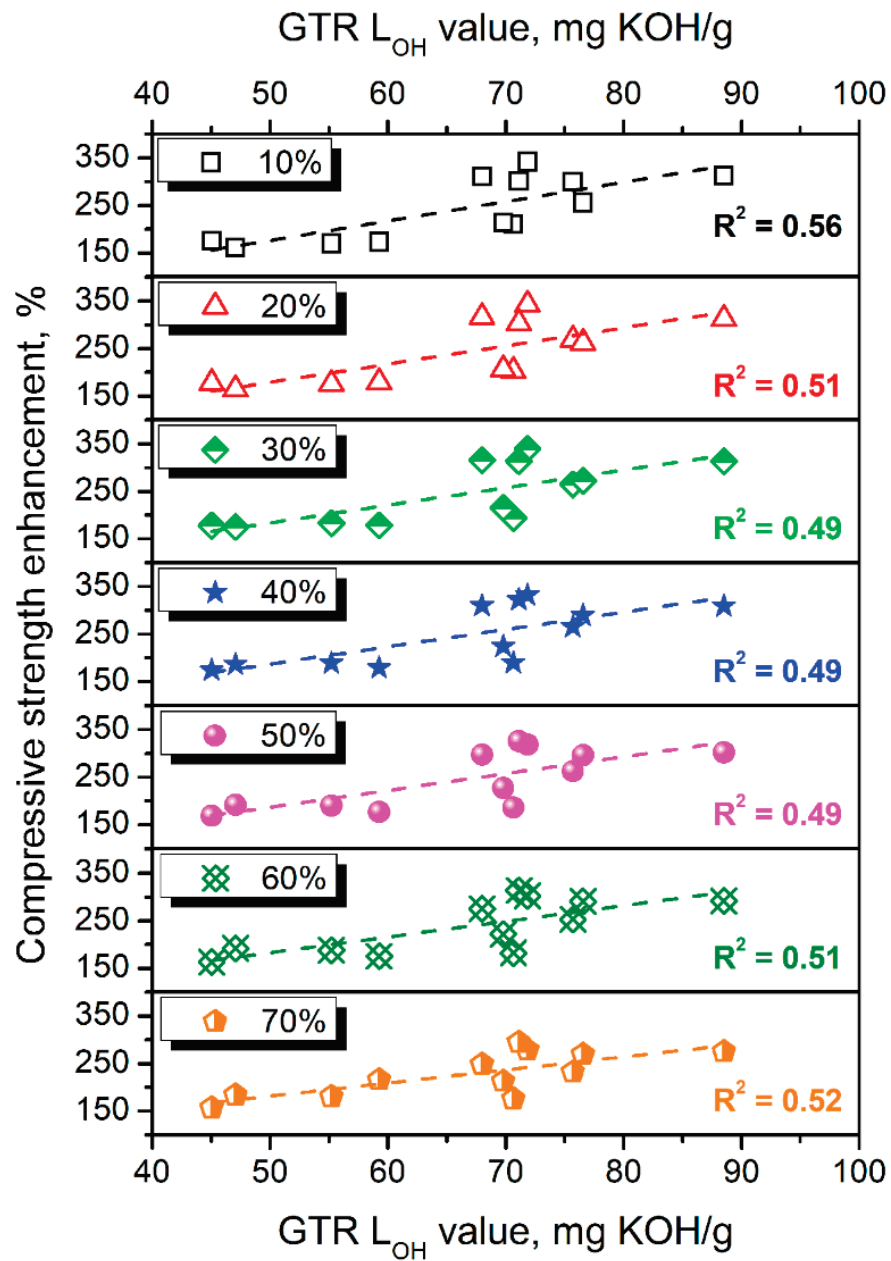 GTR L_OH value, mg KOH/g
40 50 60 70 80 90 100
Compressive strength enhancement, %
350
250
150
10%
R² = 0.56
350
250
150
20%
R² = 0.51
350
250
150
30%
R² = 0.49
350
250
150
40%
R² = 0.49
350
250
150
50%
R² = 0.49
350
250
150
60%
R² = 0.51
350
250
150
70%
R² = 0.52
40 50 60 70 80 90 100
GTR L_OH value, mg KOH/g